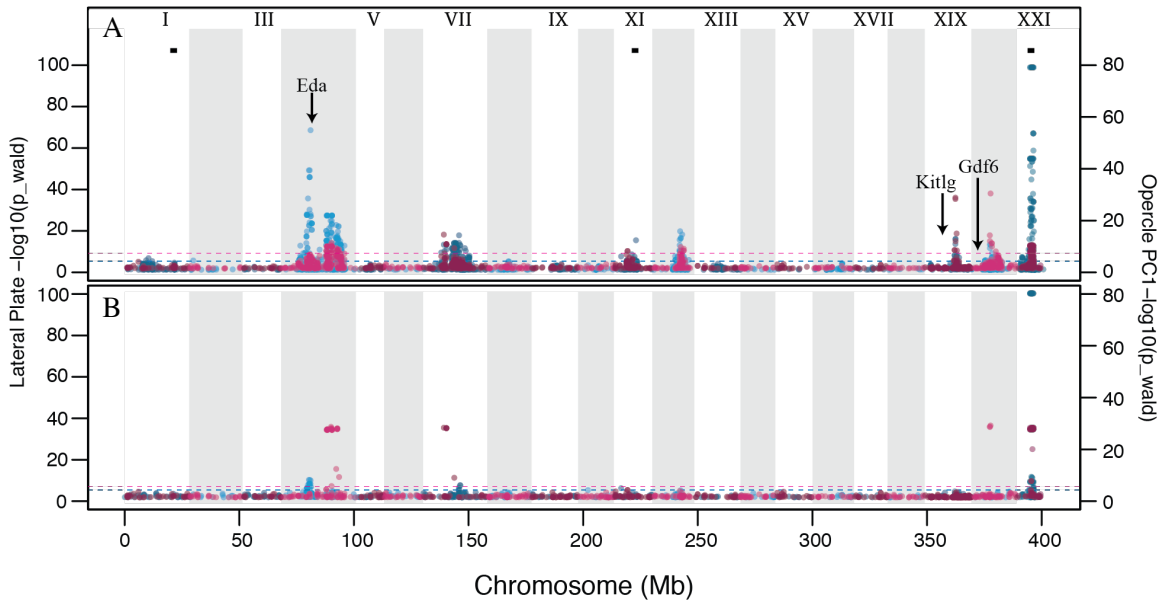 I III V VII IX XI XIII XV XVII XIX XXI
A
Lateral Plate -log10(p_wald)
100
80
60
40
20
0
Eda
Kitlg
Gdf6
80
60
40
20
0
Opercle PC1-log10(p_wald)
B
100
80
60
40
20
0
80
60
40
20
0
0 50 100 150 200 250 300 350 400
Chromosome (Mb)